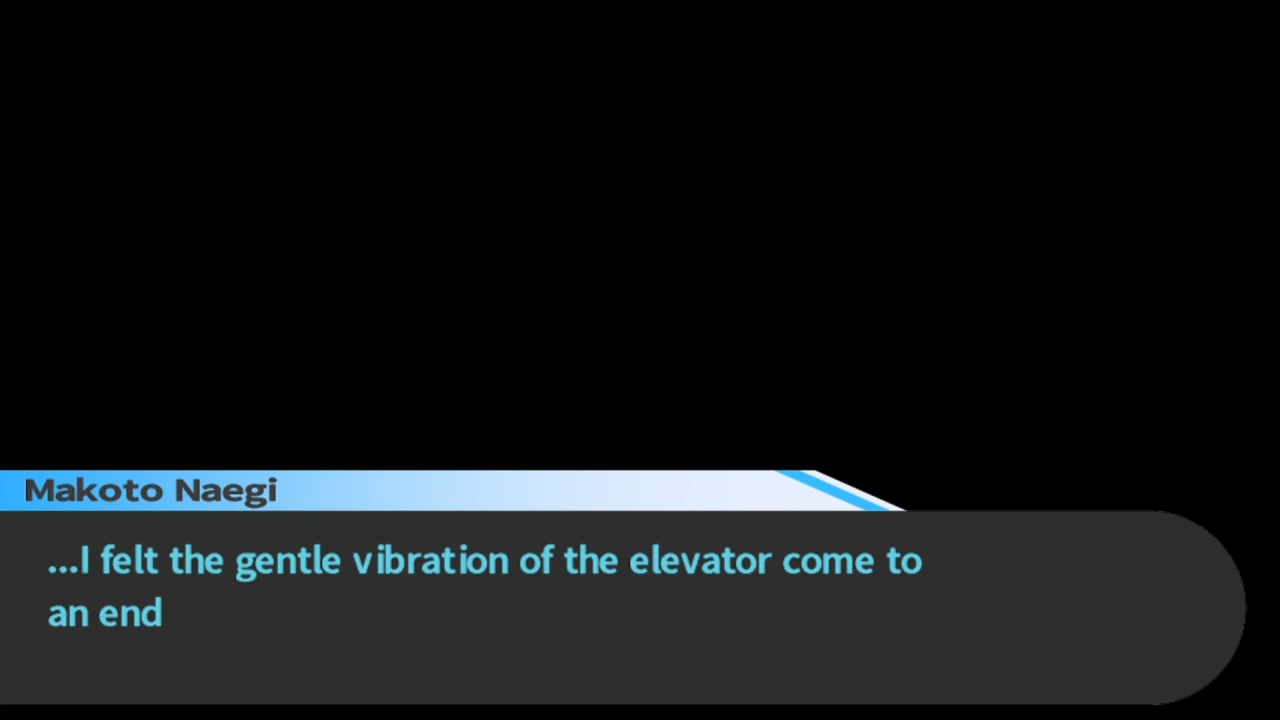 Makoto Naegi
...I felt the gentle vibration of the elevator come to
an end